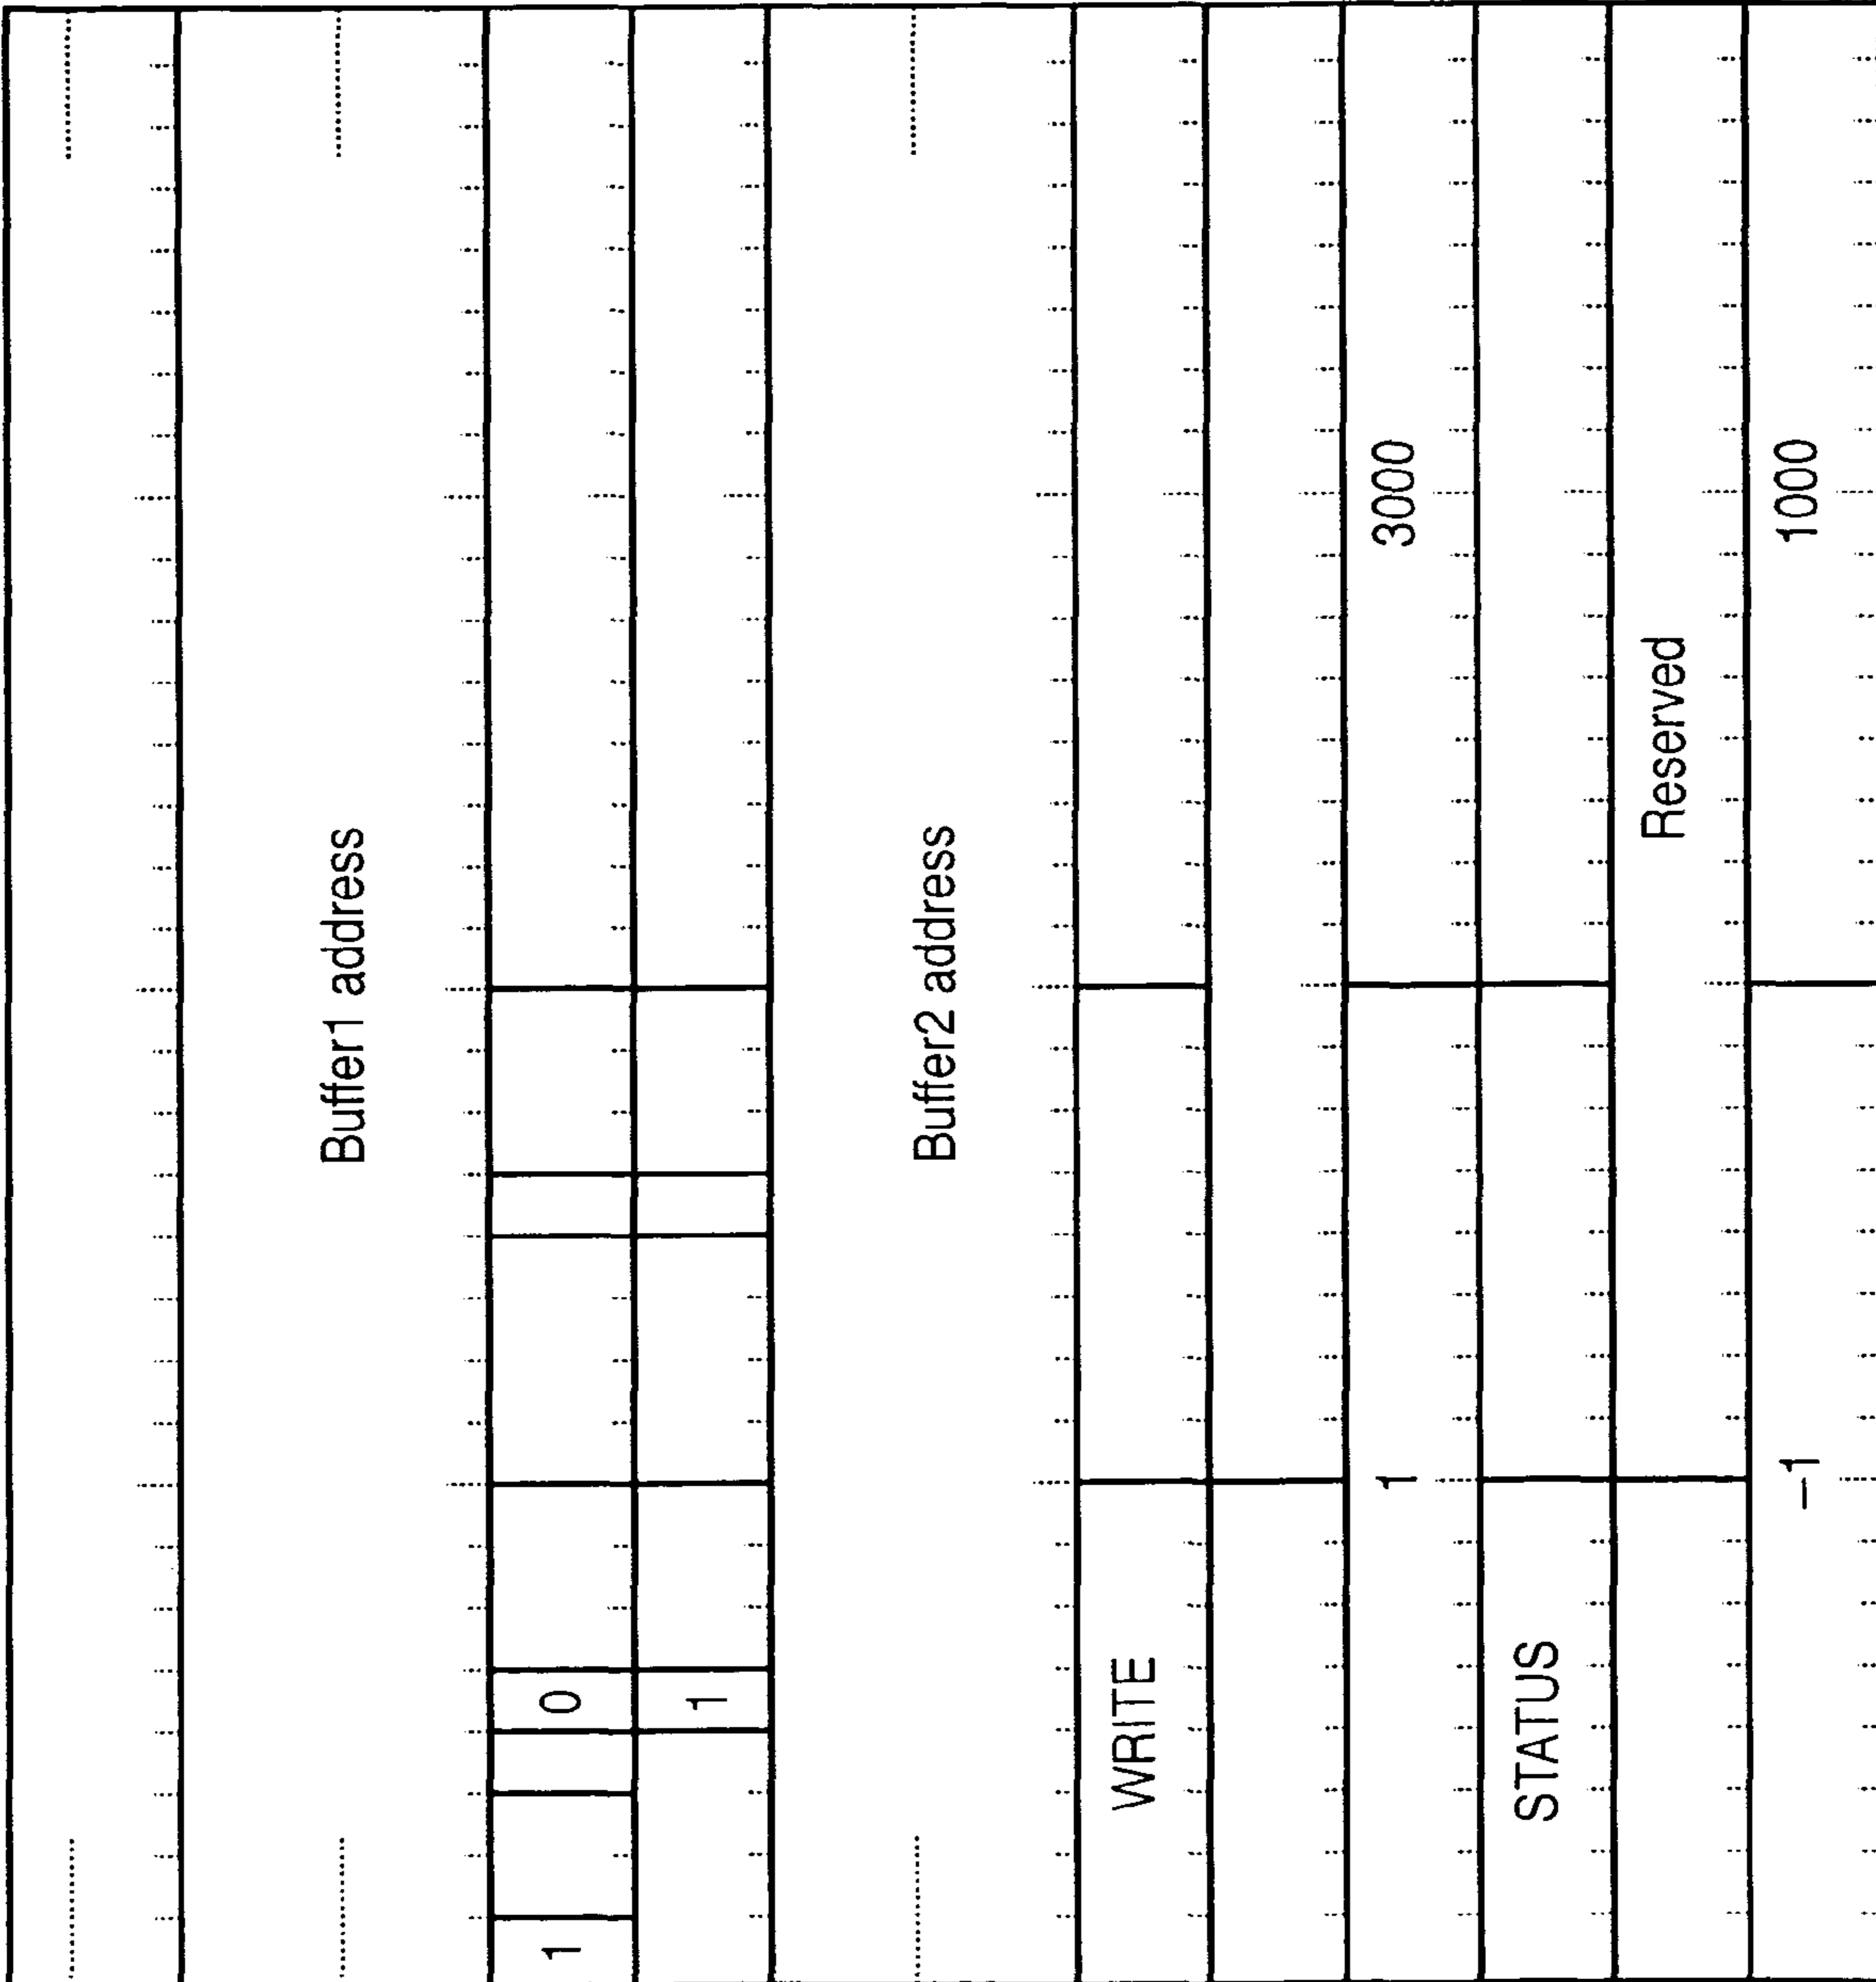 Buffer1 address
1 0
1
Buffer2 address
WRITE
1 3000
STATUS
Reserved
–1 1000